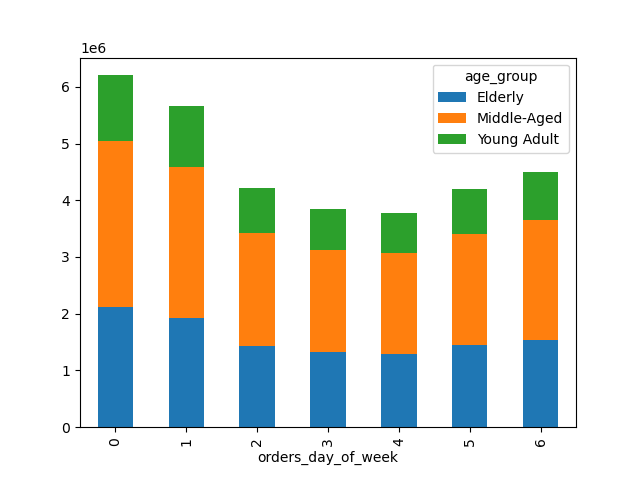 1e6
6
5
4
3
2
1
0
age_group
Elderly
Middle-Aged
Young Adult
0 1 2 3 4 5 6
orders_day_of_week